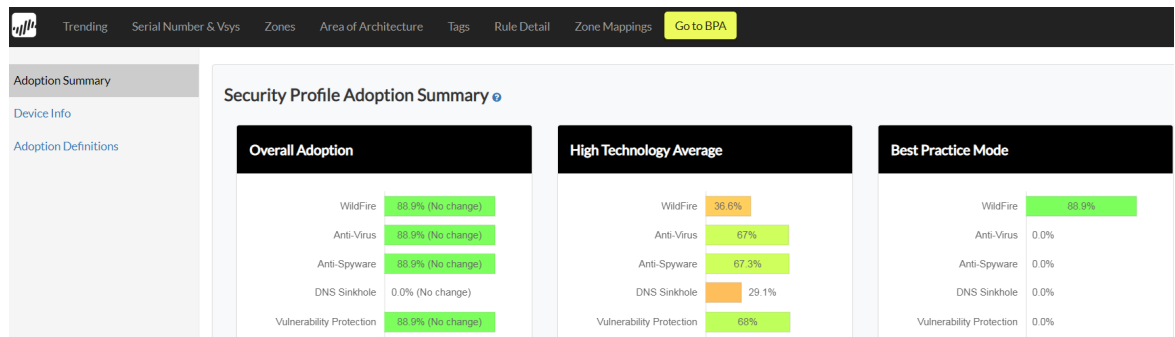 Trending Serial Number & Vsys Zones Area of Architecture Tags Rule Detail Zone Mappings Go to BPA
Adoption Summary
Device Info
Adoption Definitions
Security Profile Adoption Summary ?
Overall Adoption
WildFire 88.9% (No change)
Anti-Virus 88.9% (No change)
Anti-Spyware 88.9% (No change)
DNS Sinkhole 0.0% (No change)
Vulnerability Protection 88.9% (No change)
High Technology Average
WildFire 36.6%
Anti-Virus 67%
Anti-Spyware 67.3%
DNS Sinkhole 29.1%
Vulnerability Protection 68%
Best Practice Mode
WildFire 88.9%
Anti-Virus 0.0%
Anti-Spyware 0.0%
DNS Sinkhole 0.0%
Vulnerability Protection 0.0%